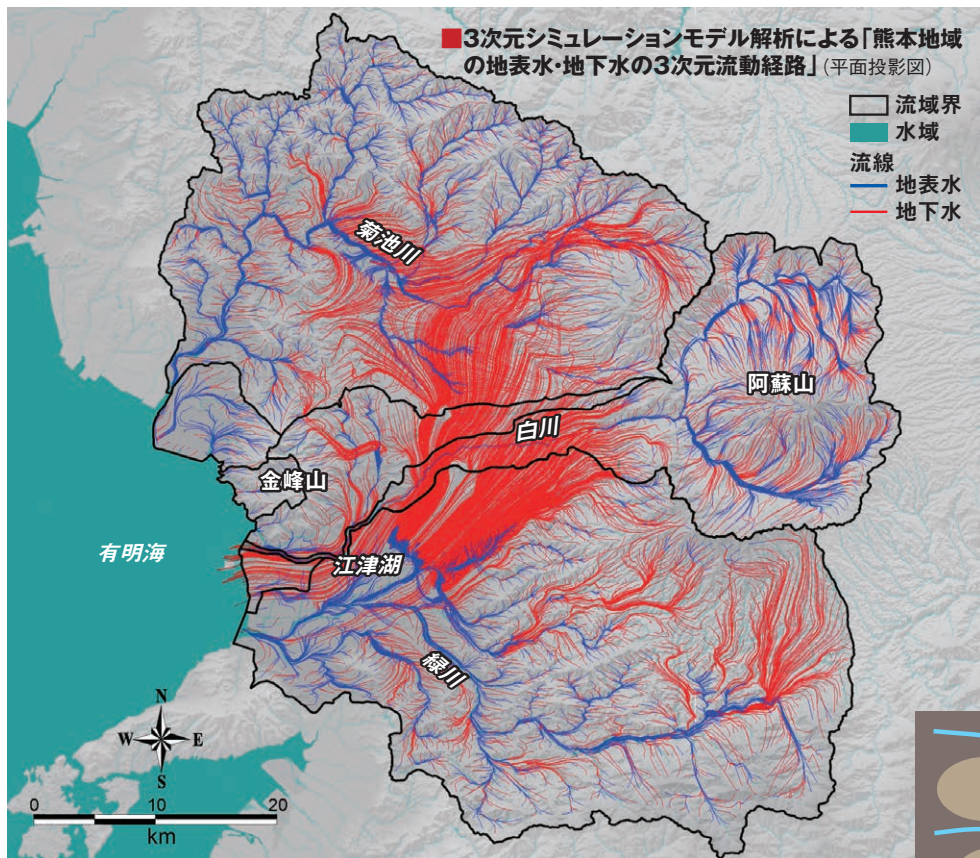 ■3次元シミュレーションモデル解析による「熊本地域
の地表水・地下水の3次元流動経路」(平面投影図)
流域界
水域
流線
地表水
地下水
菊池川
阿蘇山
白川
金峰山
有明海
江津湖
緑川
N
W E
S
0 10 20
km